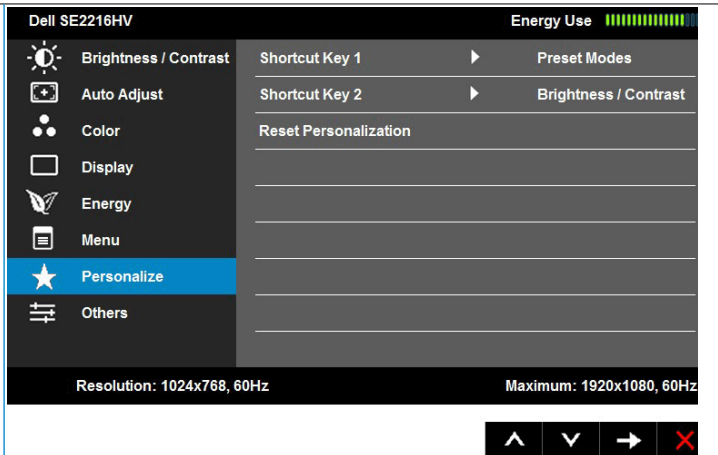 Dell SE2216HV Energy Use
Brightness / Contrast Shortcut Key 1 Preset Modes
Auto Adjust Shortcut Key 2 Brightness / Contrast
Color Reset Personalization
Display
Energy
Menu
Personalize
Others
Resolution: 1024x768, 60Hz Maximum: 1920x1080, 60Hz